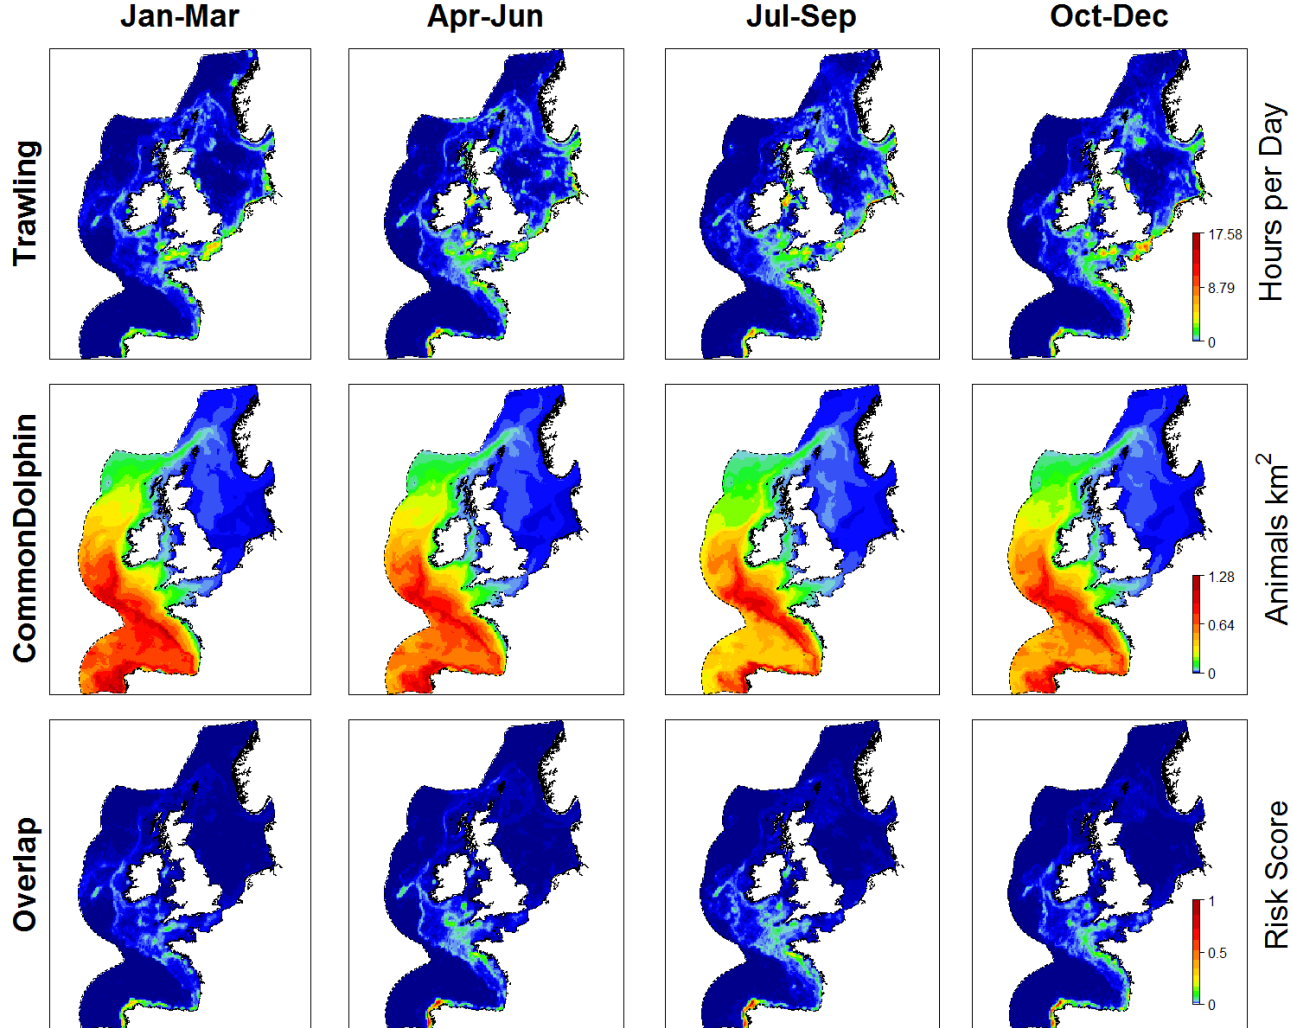 Jan-Mar Apr-Jun Jul-Sep Oct-Dec
Trawling
17.58
8.79
0
Hours per Day
CommonDolphin
1.28
0.64
0
Animals km²
Overlap
1
0.5
0
Risk Score